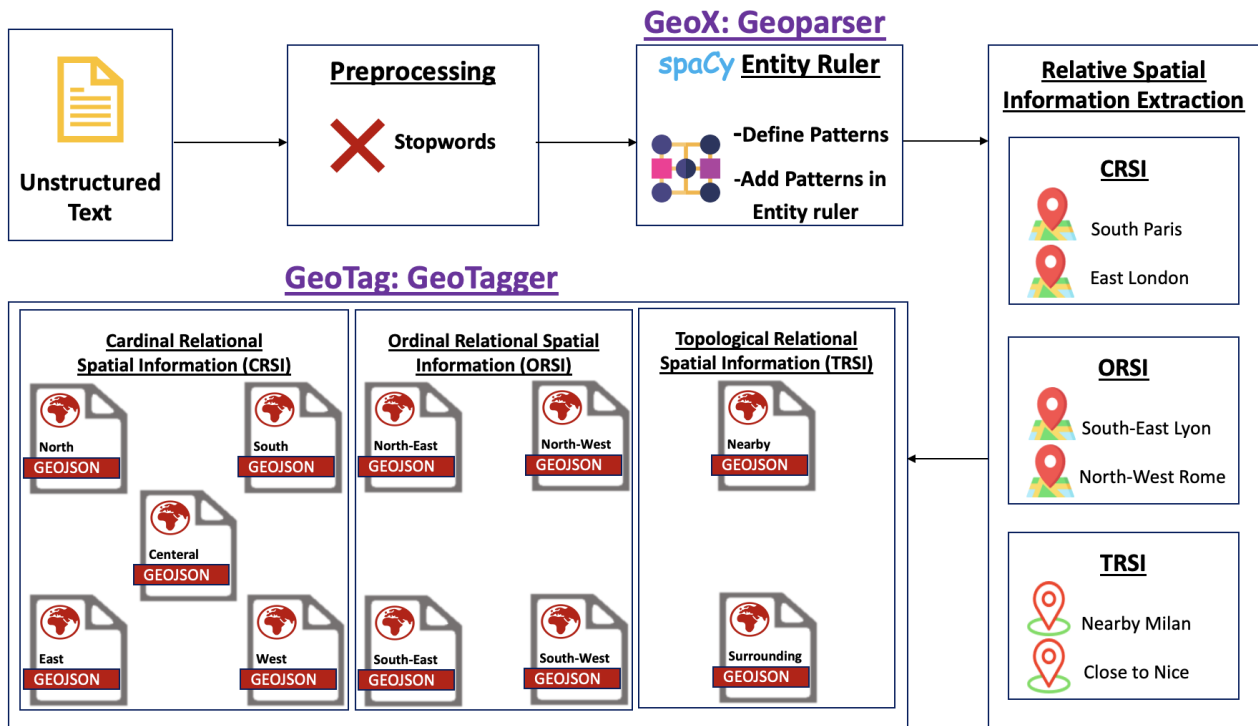 GeoX: Geoparser
Unstructured
Text
Preprocessing
Stopwords
spaCy Entity Ruler
-Define Patterns
-Add Patterns in
Entity ruler
Relative Spatial
Information Extraction
CRSI
South Paris
East London
ORSI
South-East Lyon
North-West Rome
TRSI
Nearby Milan
Close to Nice
GeoTag: GeoTagger
Cardinal Relational
Spatial Information (CRSI)
North
GEOJSON
South
GEOJSON
Centeral
GEOJSON
East
GEOJSON
West
GEOJSON
Ordinal Relational Spatial
Information (ORSI)
North-East
GEOJSON
North-West
GEOJSON
South-East
GEOJSON
South-West
GEOJSON
Topological Relational
Spatial Information (TRSI)
Nearby
GEOJSON
Surrounding
GEOJSON